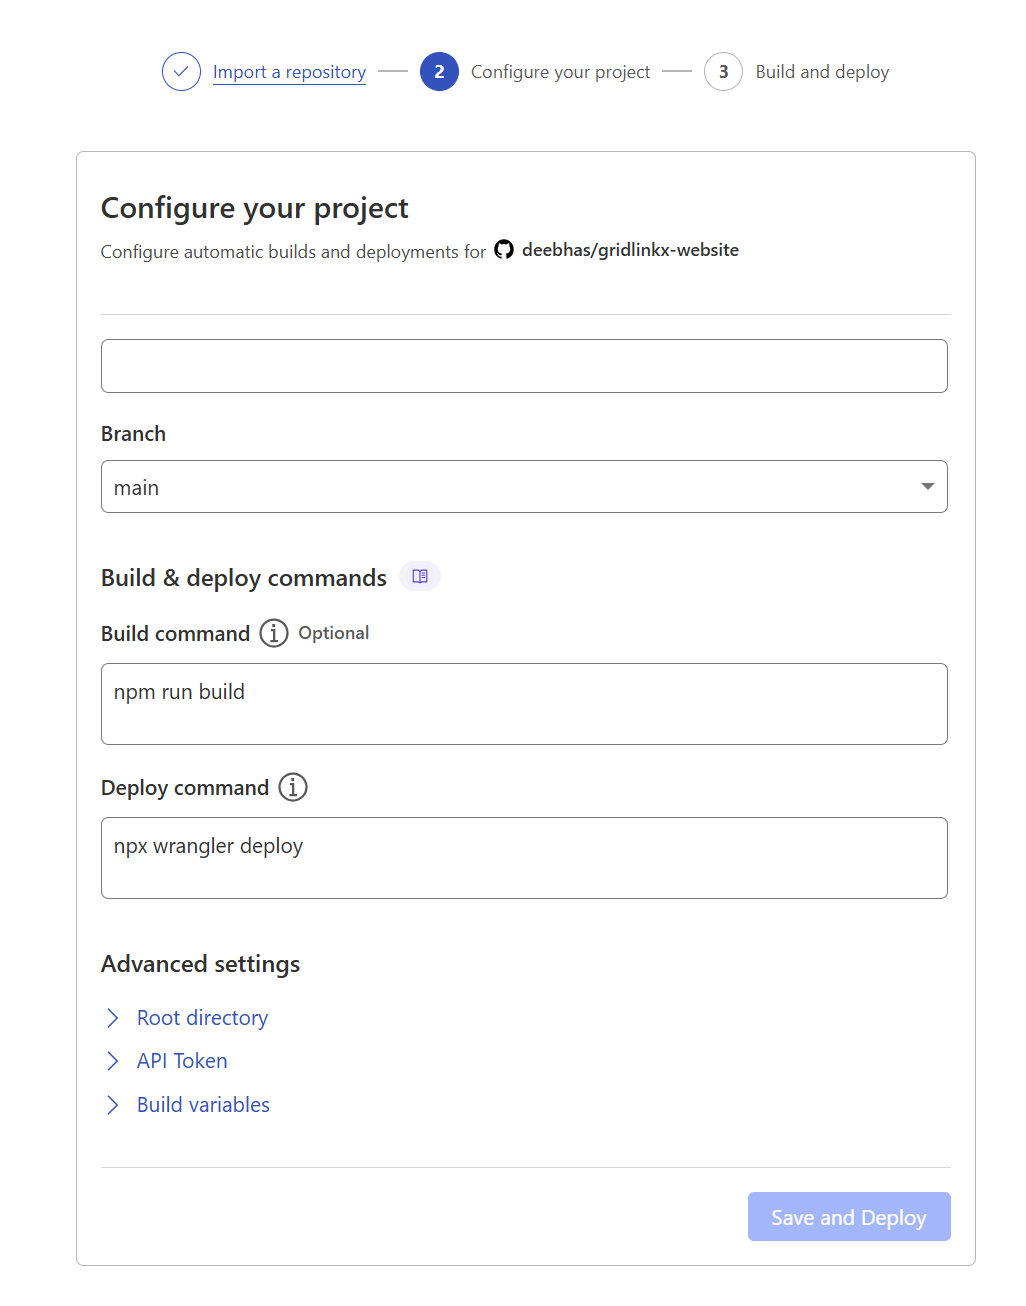 Import a repository 2 Configure your project 3 Build and deploy
Configure your project
Configure automatic builds and deployments for deebhas/gridlinkx-website
Branch
main
Build & deploy commands
Build command Optional
npm run build
Deploy command
npx wrangler deploy
Advanced settings
Root directory
API Token
Build variables
Save and Deploy